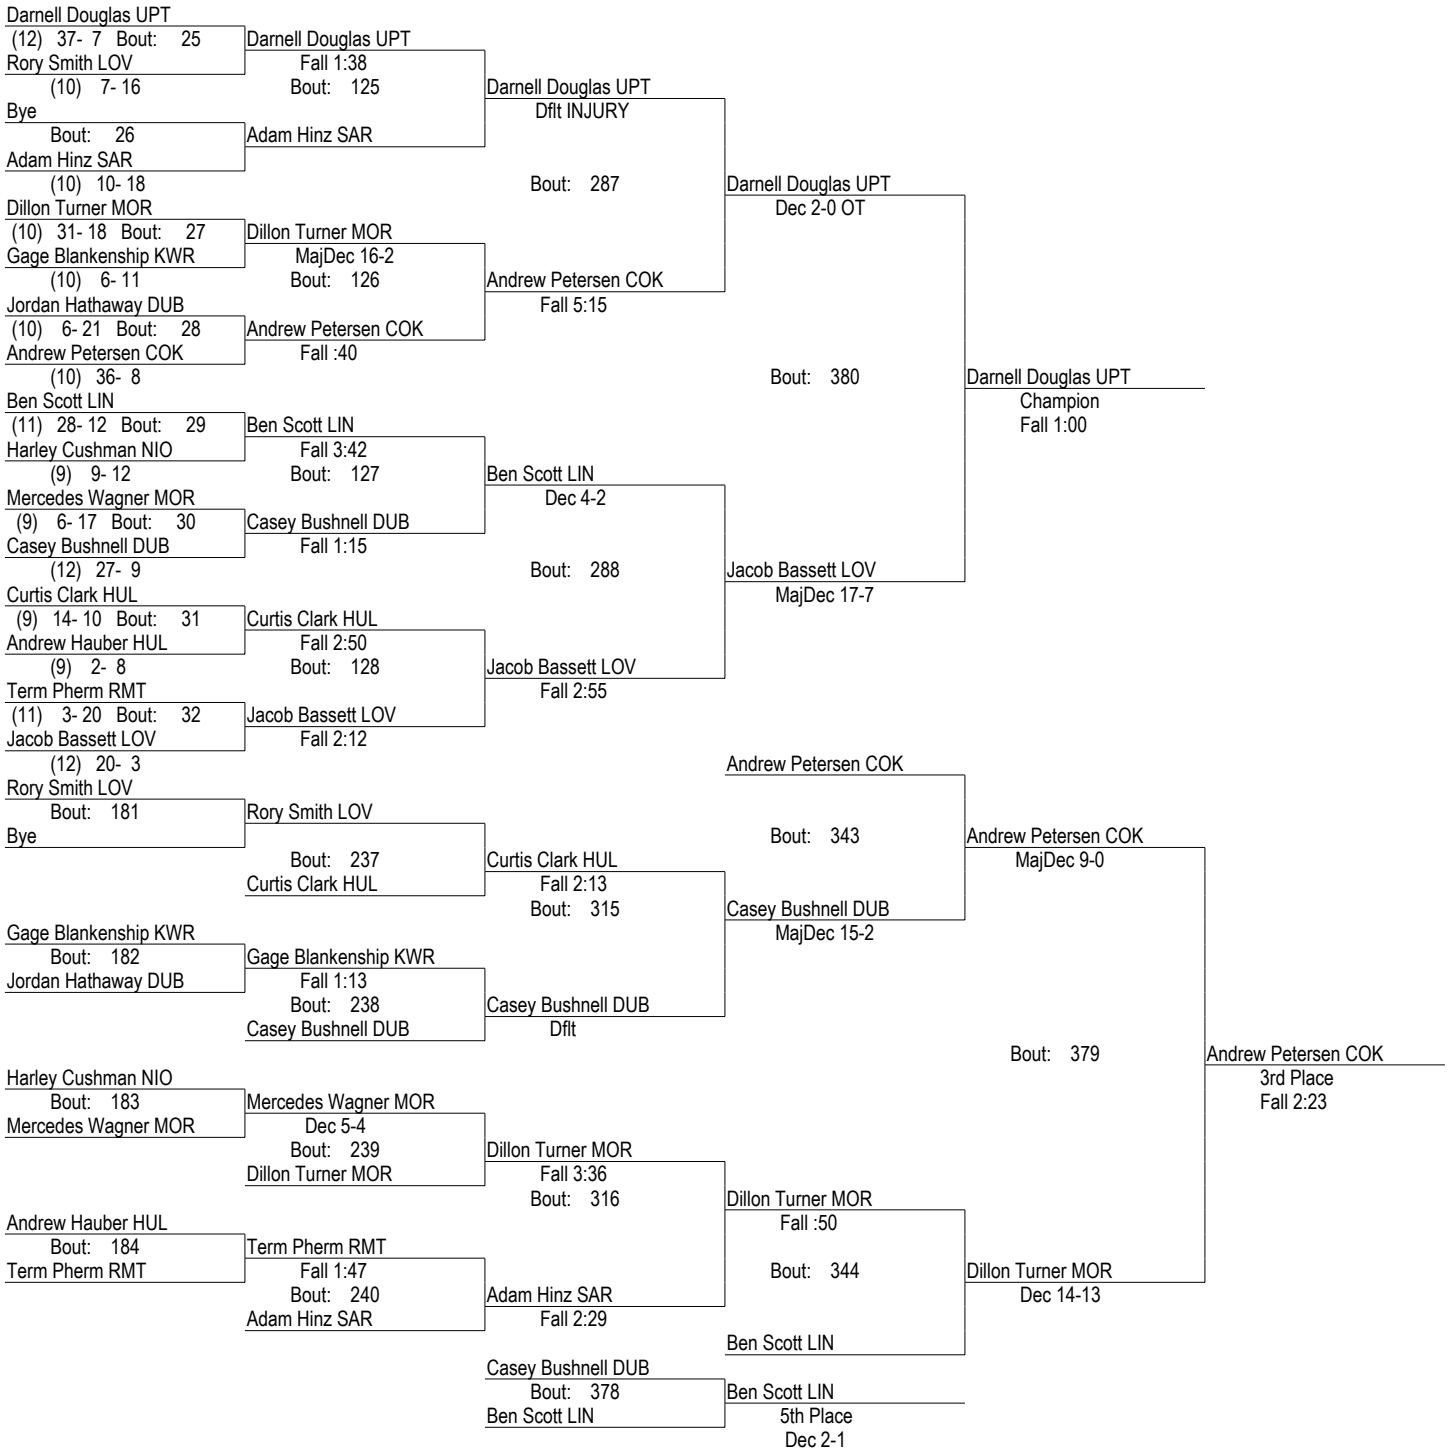 Darnell Douglas UPT
(12) 37- 7 Bout: 25
Rory Smith LOV
(10) 7- 16
Bye
Bout: 26
Adam Hinz SAR
(10) 10- 18
Dillon Turner MOR
(10) 31- 18 Bout: 27
Gage Blankenship KWR
(10) 6- 11
Jordan Hathaway DUB
(10) 6- 21 Bout: 28
Andrew Petersen COK
(10) 36- 8
Ben Scott LIN
(11) 28- 12 Bout: 29
Harley Cushman NIO
(9) 9- 12
Mercedes Wagner MOR
(9) 6- 17 Bout: 30
Casey Bushnell DUB
(12) 27- 9
Curtis Clark HUL
(9) 14- 10 Bout: 31
Andrew Hauber HUL
(9) 2- 8
Term Pherm RMT
(11) 3- 20 Bout: 32
Jacob Bassett LOV
(12) 20- 3
Darnell Douglas UPT
Fall 1:38
Bout: 125
Adam Hinz SAR
Dillon Turner MOR
MajDec 16-2
Bout: 126
Andrew Petersen COK
Fall :40
Ben Scott LIN
Fall 3:42
Bout: 127
Casey Bushnell DUB
Fall 1:15
Curtis Clark HUL
Fall 2:50
Bout: 128
Jacob Bassett LOV
Fall 2:12
Darnell Douglas UPT
Dflt INJURY
Bout: 287
Andrew Petersen COK
Fall 5:15
Ben Scott LIN
Dec 4-2
Bout: 288
Jacob Bassett LOV
Fall 2:55
Darnell Douglas UPT
Dec 2-0 OT
Bout: 380
Jacob Bassett LOV
MajDec 17-7
Darnell Douglas UPT
Champion
Fall 1:00
Rory Smith LOV
Bout: 181
Bye
Gage Blankenship KWR
Bout: 182
Jordan Hathaway DUB
Harley Cushman NIO
Bout: 183
Mercedes Wagner MOR
Andrew Hauber HUL
Bout: 184
Term Pherm RMT
Rory Smith LOV
Bout: 237
Curtis Clark HUL
Gage Blankenship KWR
Fall 1:13
Bout: 238
Casey Bushnell DUB
Mercedes Wagner MOR
Dec 5-4
Bout: 239
Dillon Turner MOR
Term Pherm RMT
Fall 1:47
Bout: 240
Adam Hinz SAR
Curtis Clark HUL
Fall 2:13
Bout: 315
Casey Bushnell DUB
Dflt
Dillon Turner MOR
Fall 3:36
Bout: 316
Adam Hinz SAR
Fall 2:29
Andrew Petersen COK
Bout: 343
Casey Bushnell DUB
MajDec 15-2
Dillon Turner MOR
Fall :50
Bout: 344
Ben Scott LIN
Andrew Petersen COK
MajDec 9-0
Bout: 379
Dillon Turner MOR
Dec 14-13
Andrew Petersen COK
3rd Place
Fall 2:23
Casey Bushnell DUB
Bout: 378
Ben Scott LIN
Ben Scott LIN
5th Place
Dec 2-1